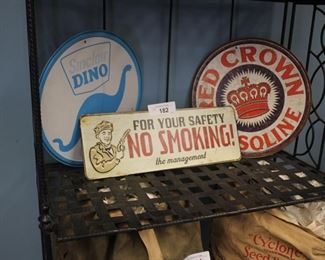 Sinclair
DINO
RED CROWN
GASOLINE
182
FOR YOUR SAFETY
NO SMOKING!
the management
Cyclone
Seed